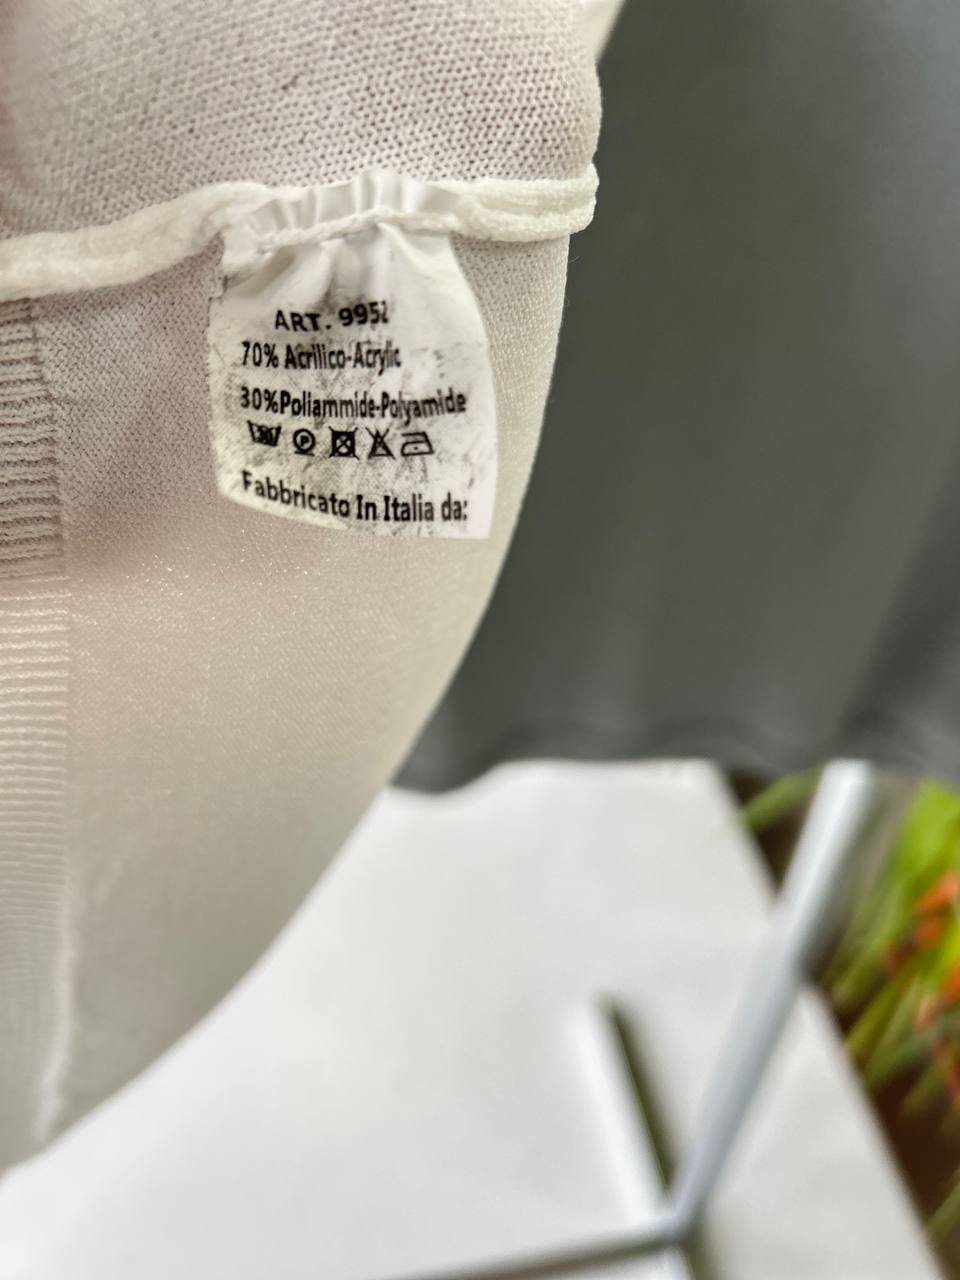 ART. 9952
70% Acrilico-Acrylic
30%Poliammide-Polyamide
Fabbricato In Italia da: